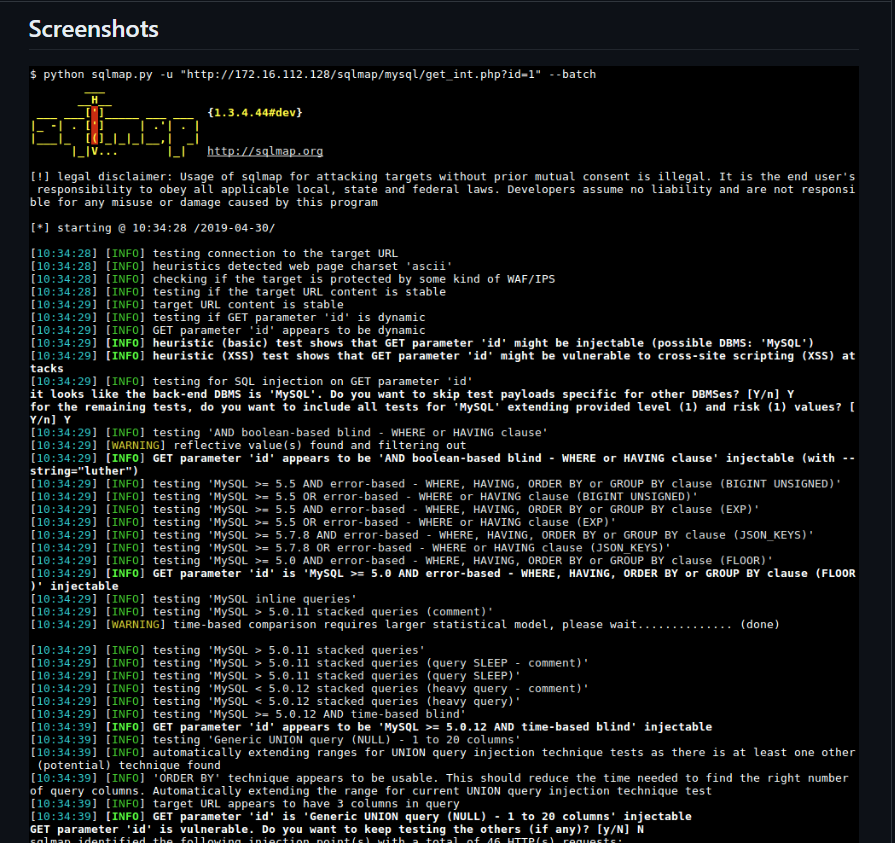 Screenshots
$ python sqlmap.py -u "http://172.16.112.128/sqlmap/mysql/get_int.php?id=1" --batch
        ___
       __H__
 ___ ___[']_____ ___ ___  {1.3.4.44#dev}
|_ -| . [']     | .'| . |
|___|_  [(]_|_|_|__,|  _|
      |_|V...       |_|   http://sqlmap.org
[!] legal disclaimer: Usage of sqlmap for attacking targets without prior mutual consent is illegal. It is the end user's
 responsibility to obey all applicable local, state and federal laws. Developers assume no liability and are not responsi
ble for any misuse or damage caused by this program
[*] starting @ 10:34:28 /2019-04-30/
[10:34:28] [INFO] testing connection to the target URL
[10:34:28] [INFO] heuristics detected web page charset 'ascii'
[10:34:28] [INFO] checking if the target is protected by some kind of WAF/IPS
[10:34:28] [INFO] testing if the target URL content is stable
[10:34:29] [INFO] target URL content is stable
[10:34:29] [INFO] testing if GET parameter 'id' is dynamic
[10:34:29] [INFO] GET parameter 'id' appears to be dynamic
[10:34:29] [INFO] heuristic (basic) test shows that GET parameter 'id' might be injectable (possible DBMS: 'MySQL')
[10:34:29] [INFO] heuristic (XSS) test shows that GET parameter 'id' might be vulnerable to cross-site scripting (XSS) at
tacks
[10:34:29] [INFO] testing for SQL injection on GET parameter 'id'
it looks like the back-end DBMS is 'MySQL'. Do you want to skip test payloads specific for other DBMSes? [Y/n] Y
for the remaining tests, do you want to include all tests for 'MySQL' extending provided level (1) and risk (1) values? [
Y/n] Y
[10:34:29] [INFO] testing 'AND boolean-based blind - WHERE or HAVING clause'
[10:34:29] [WARNING] reflective value(s) found and filtering out
[10:34:29] [INFO] GET parameter 'id' appears to be 'AND boolean-based blind - WHERE or HAVING clause' injectable (with --
string="luther")
[10:34:29] [INFO] testing 'MySQL >= 5.5 AND error-based - WHERE, HAVING, ORDER BY or GROUP BY clause (BIGINT UNSIGNED)'
[10:34:29] [INFO] testing 'MySQL >= 5.5 OR error-based - WHERE or HAVING clause (BIGINT UNSIGNED)'
[10:34:29] [INFO] testing 'MySQL >= 5.5 AND error-based - WHERE, HAVING, ORDER BY or GROUP BY clause (EXP)'
[10:34:29] [INFO] testing 'MySQL >= 5.5 OR error-based - WHERE or HAVING clause (EXP)'
[10:34:29] [INFO] testing 'MySQL >= 5.7.8 AND error-based - WHERE, HAVING, ORDER BY or GROUP BY clause (JSON_KEYS)'
[10:34:29] [INFO] testing 'MySQL >= 5.7.8 OR error-based - WHERE or HAVING clause (JSON_KEYS)'
[10:34:29] [INFO] testing 'MySQL >= 5.0 AND error-based - WHERE, HAVING, ORDER BY or GROUP BY clause (FLOOR)'
[10:34:29] [INFO] GET parameter 'id' is 'MySQL >= 5.0 AND error-based - WHERE, HAVING, ORDER BY or GROUP BY clause (FLOOR
)' injectable
[10:34:29] [INFO] testing 'MySQL inline queries'
[10:34:29] [INFO] testing 'MySQL > 5.0.11 stacked queries (comment)'
[10:34:29] [WARNING] time-based comparison requires larger statistical model, please wait.............. (done)
[10:34:29] [INFO] testing 'MySQL > 5.0.11 stacked queries'
[10:34:29] [INFO] testing 'MySQL > 5.0.11 stacked queries (query SLEEP - comment)'
[10:34:29] [INFO] testing 'MySQL > 5.0.11 stacked queries (query SLEEP)'
[10:34:29] [INFO] testing 'MySQL < 5.0.12 stacked queries (heavy query - comment)'
[10:34:29] [INFO] testing 'MySQL < 5.0.12 stacked queries (heavy query)'
[10:34:29] [INFO] testing 'MySQL >= 5.0.12 AND time-based blind'
[10:34:39] [INFO] GET parameter 'id' appears to be 'MySQL >= 5.0.12 AND time-based blind' injectable
[10:34:39] [INFO] testing 'Generic UNION query (NULL) - 1 to 20 columns'
[10:34:39] [INFO] automatically extending ranges for UNION query injection technique tests as there is at least one other
 (potential) technique found
[10:34:39] [INFO] 'ORDER BY' technique appears to be usable. This should reduce the time needed to find the right number
of query columns. Automatically extending the range for current UNION query injection technique test
[10:34:39] [INFO] target URL appears to have 3 columns in query
[10:34:39] [INFO] GET parameter 'id' is 'Generic UNION query (NULL) - 1 to 20 columns' injectable
GET parameter 'id' is vulnerable. Do you want to keep testing the others (if any)? [y/N] N
sqlmap identified the following injection point(s) with a total of 46 HTTP(s) requests: